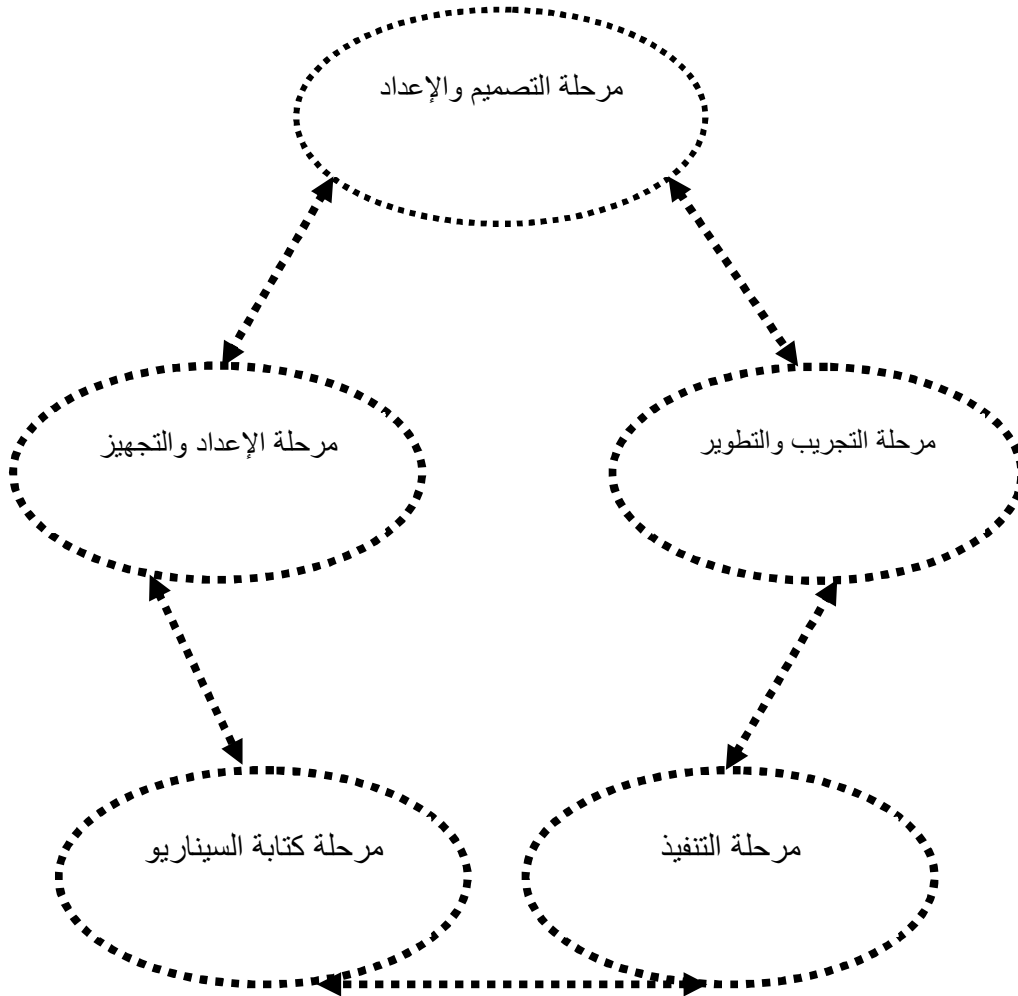 مرحلة التصميم والإعداد
مرحلة التجريب والتطوير
مرحلة الإعداد والتجهيز
مرحلة التنفيذ
مرحلة كتابة السيناريو